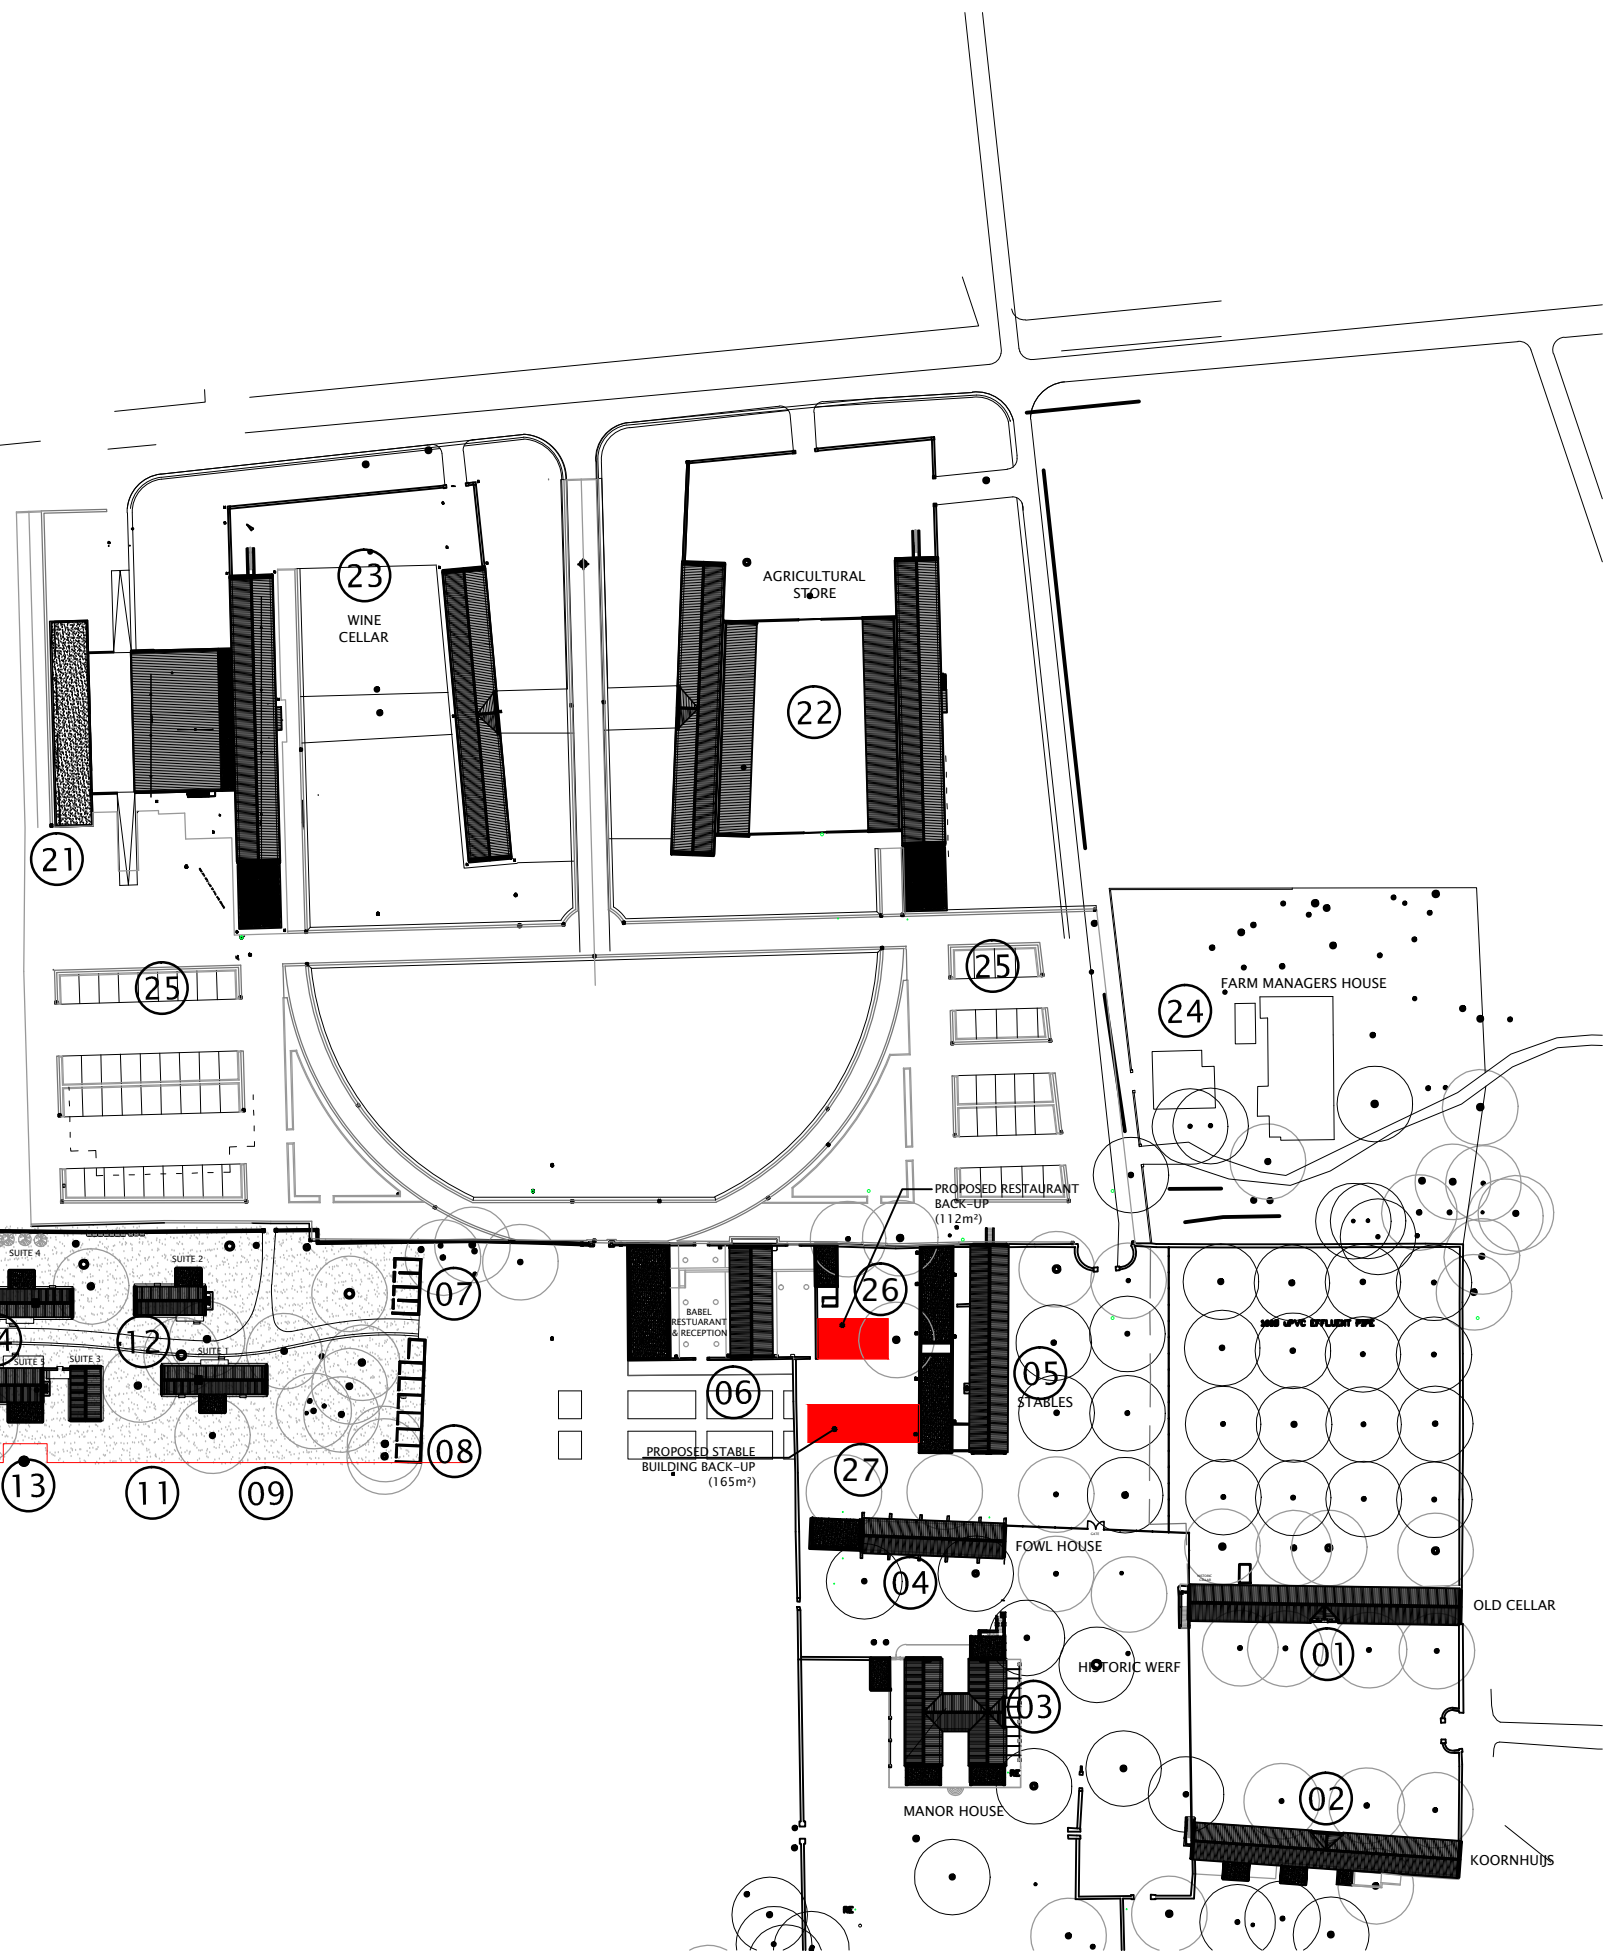 23
WINE
CELLAR
AGRICULTURAL
STORE
22
21
25
25
FARM MANAGERS HOUSE
24
PROPOSED RESTAURANT
BACK-UP
(112m²)
SUITE 4
SUITE 2
07
26
BABEL
RESTUARANT
& RECEPTION
4
12
SUITE 5
SUITE 3
SUITE 1
06
05
STABLES
PROPOSED STABLE
BUILDING BACK-UP
(165m²)
08
27
13
11
09
FOWL HOUSE
04
OLD CELLAR
01
HISTORIC WERF
03
MANOR HOUSE
02
KOORNHUIJS